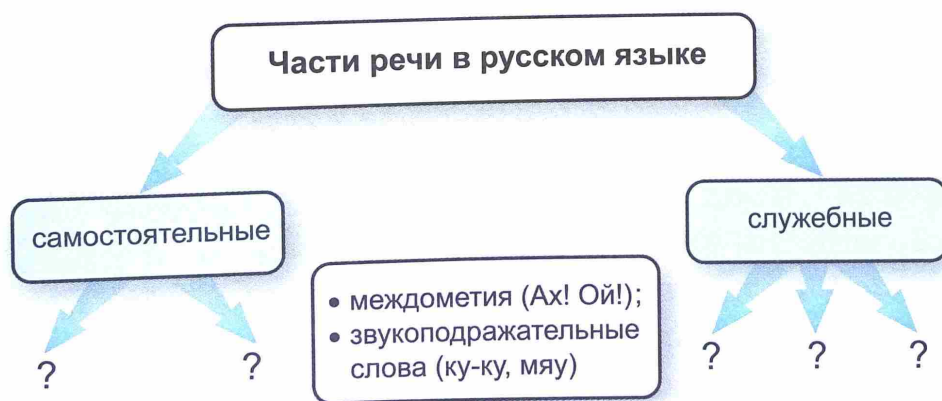 Части речи в русском языке
самостоятельные
служебные
• междометия (Ах! Ой!);
• звукоподражательные
слова (ку-ку, мяу)
? ? ? ? ?